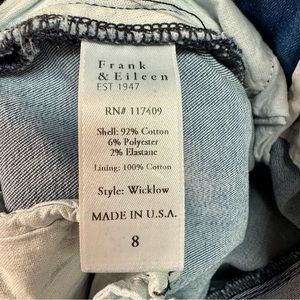 Frank
& Eileen
EST 1947
RN# 117409
Shell: 92% Cotton
6% Polyester
2% Elastane
Lining: 100% Cotton
Style: Wicklow
MADE IN U.S.A.
8